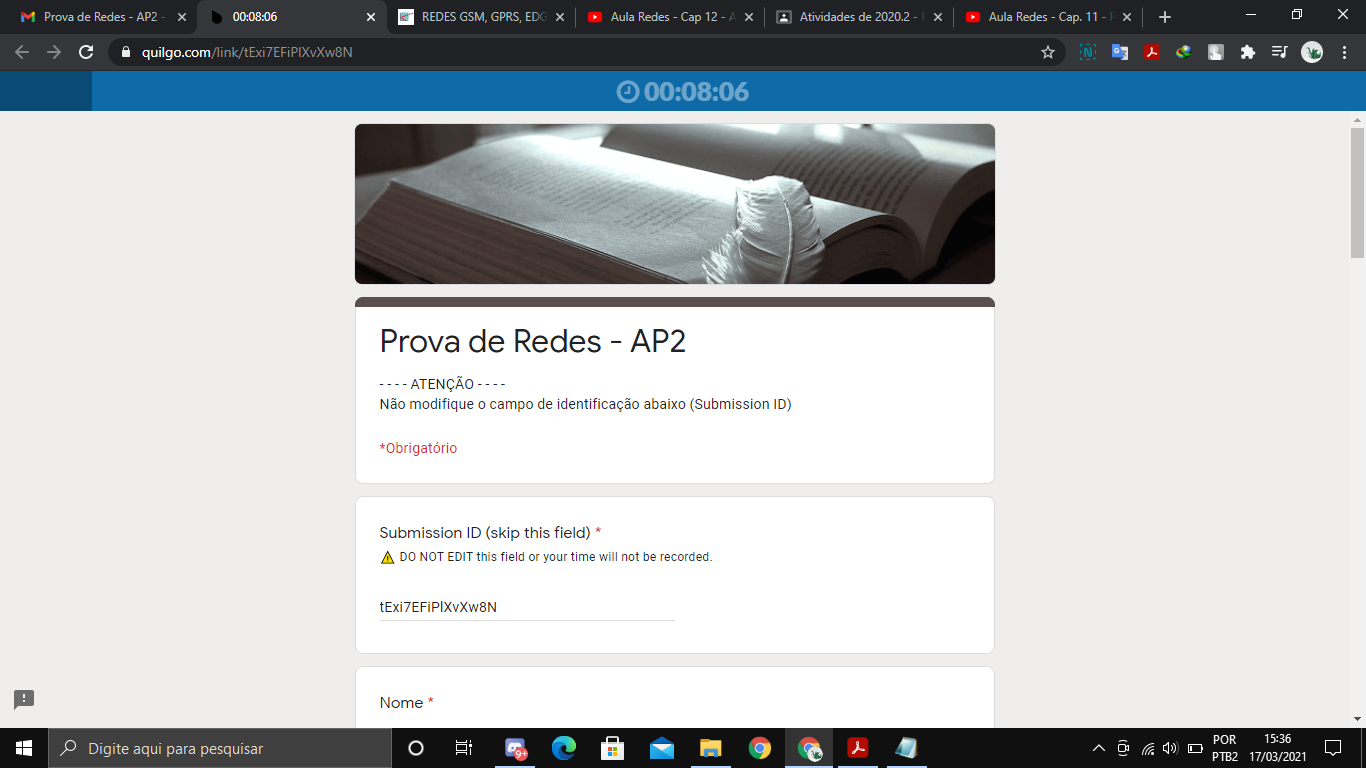 Prova de Redes - AP2 -
00:08:06
REDES GSM, GPRS, EDG
Aula Redes - Cap 12 - A
Atividades de 2020.2 -
Aula Redes - Cap. 11 -
quilgo.com/link/tExi7EFiPlXvXw8N
00:08:06
Prova de Redes - AP2
- - - - ATENÇÃO - - - -
Não modifique o campo de identificação abaixo (Submission ID)
*Obrigatório
Submission ID (skip this field) *
DO NOT EDIT this field or your time will not be recorded.
tExi7EFiPlXvXw8N
Nome *
Digite aqui para pesquisar
9+
POR
PTB2
15:36
17/03/2021